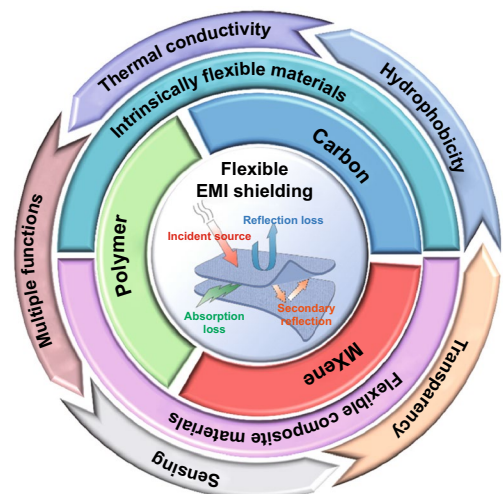 Thermal conductivity
Hydrophobicity
Intrinsically flexible materials
Carbon
Flexible
EMI shielding
Reflection loss
Incident source
Polymer
Multiple functions
Absorption
loss
Secondary
reflection
MXene
Transparency
Flexible composite materials
Sensing